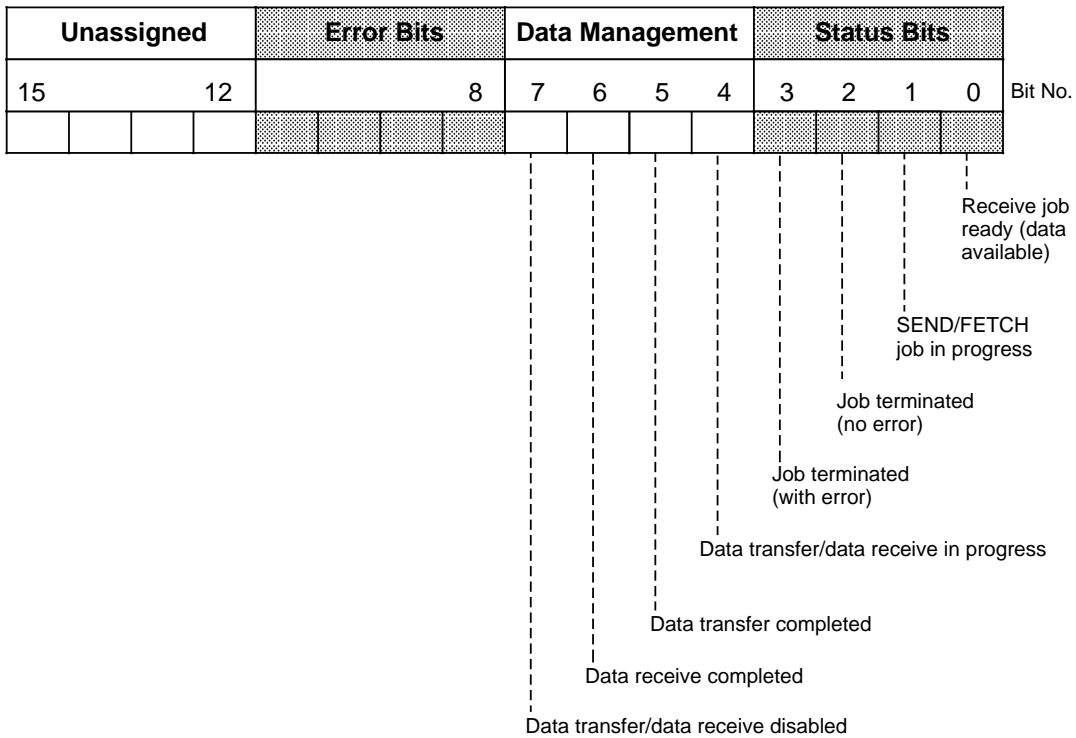 Unassigned Error Bits Data Management Status Bits
15 12 8 7 6 5 4 3 2 1 0 Bit No.
Receive job
ready (data
available)
SEND/FETCH
job in progress
Job terminated
(no error)
Job terminated
(with error)
Data transfer/data receive in progress
Data transfer completed
Data receive completed
Data transfer/data receive disabled